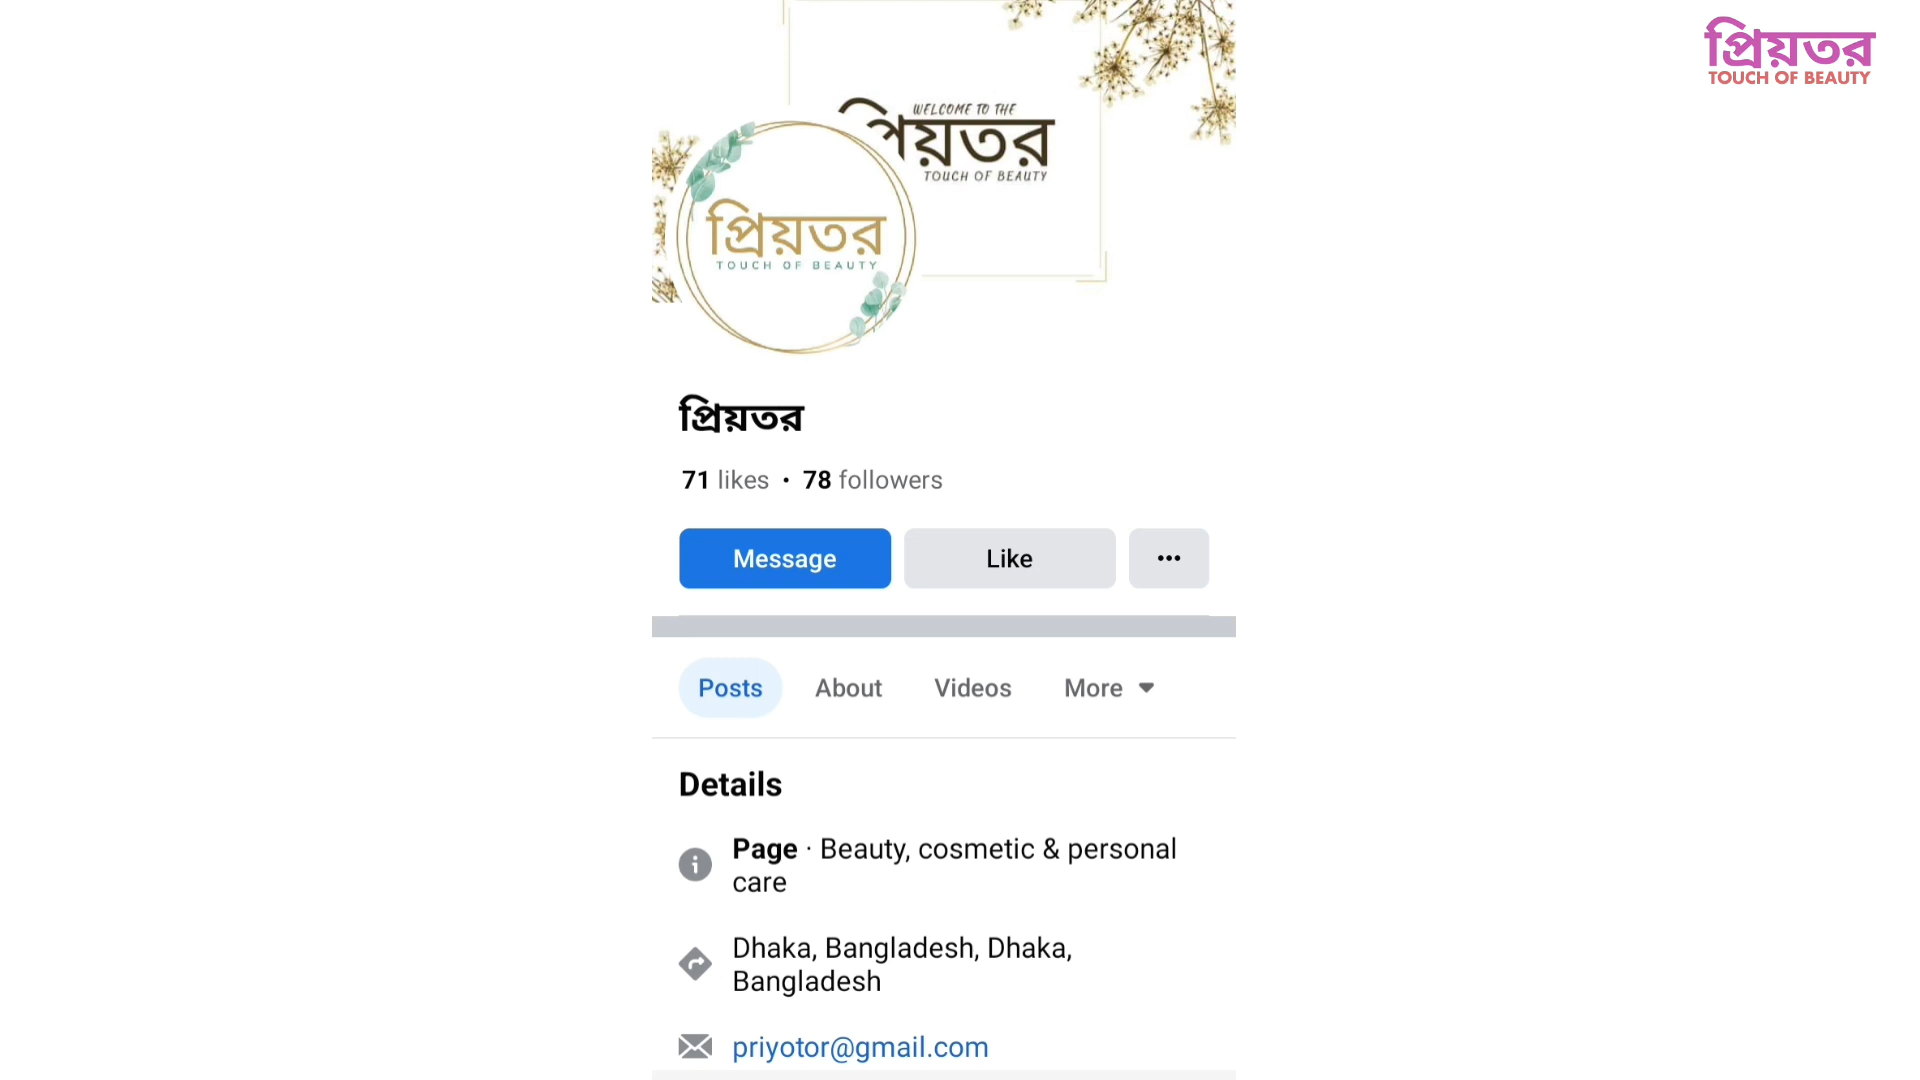 প্রিয়তর
TOUCH OF BEAUTY
WELCOME TO THE
TOUCH OF BEAUTY
প্রিয়তর
TOUCH OF BEAUTY
প্রিয়তর
71 likes • 78 followers
Message Like
Posts About Videos More
Details
Page · Beauty, cosmetic & personal
care
Dhaka, Bangladesh, Dhaka,
Bangladesh
priyotor@gmail.com